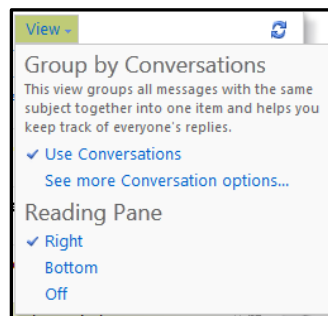 View
Group by Conversations
This view groups all messages with the same
subject together into one item and helps you
keep track of everyone's replies.
Use Conversations
See more Conversation options...
Reading Pane
Right
Bottom
Off